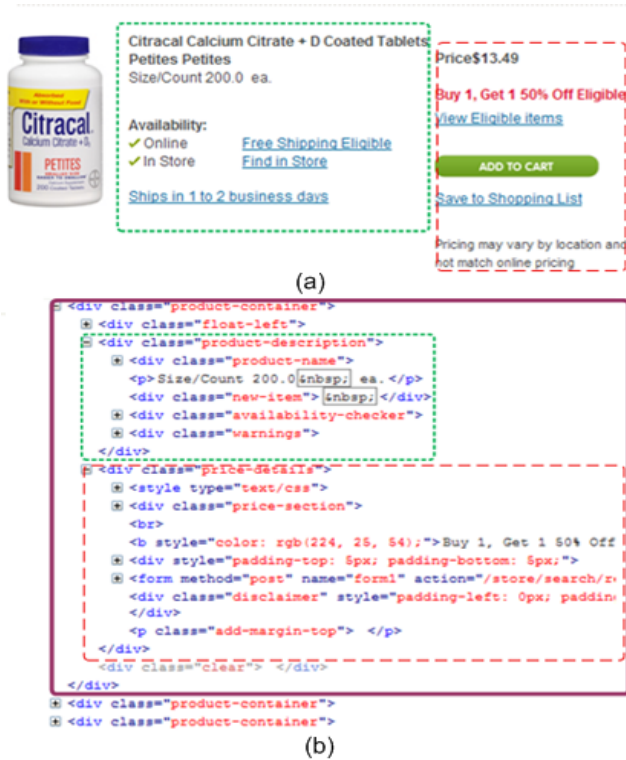 Citracal Calcium Citrate + D Coated Tablets
Petites Petites
Size/Count 200.0 ea.
Availability:
✓ Online Free Shipping Eligible
✓ In Store Find in Store
Ships in 1 to 2 business days
Absorbed
With or Without Food
Citracal
Calcium Citrate + D
PETITES
200 Coated Tablets
Price$13.49
Buy 1, Get 1 50% Off Eligible
View Eligible items
ADD TO CART
Save to Shopping List
Pricing may vary by location and
not match online pricing
(a)
<div class="product-container">
<div class="float-left">
<div class="product-description">
<div class="product-name">
<p>Size/Count 200.0&nbsp; ea.</p>
<div class="new-item"> &nbsp; </div>
<div class="availability-checker">
<div class="warnings">
</div>
<div class="price-details">
<style type="text/css">
<div class="price-section">
<br>
<b style="color: rgb(224, 25, 54);">Buy 1, Get 1 50% Off
<div style="padding-top: 5px; padding-bottom: 5px;">
<form method="post" name="form1" action="/store/search/
<div class="disclaimer" style="padding-left: 0px;
</div>
<p class="add-margin-top"> </p>
</div>
<div class="clear"> </div>
</div>
<div class="product-container">
<div class="product-container">
(b)